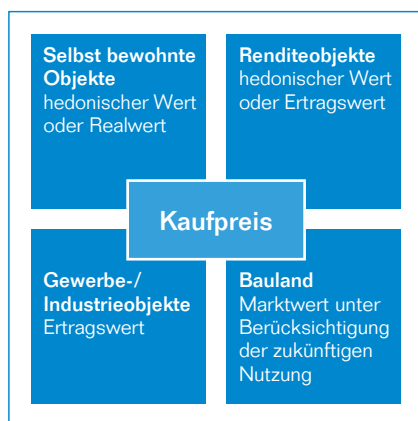 Selbst bewohnte
Objekte
hedonischer Wert
oder Realwert
Renditeobjekte
hedonischer Wert
oder Ertragswert
Kaufpreis
Gewerbe-/
Industrieobjekte
Ertragswert
Bauland
Marktwert unter
Berücksichtigung
der zukünftigen
Nutzung